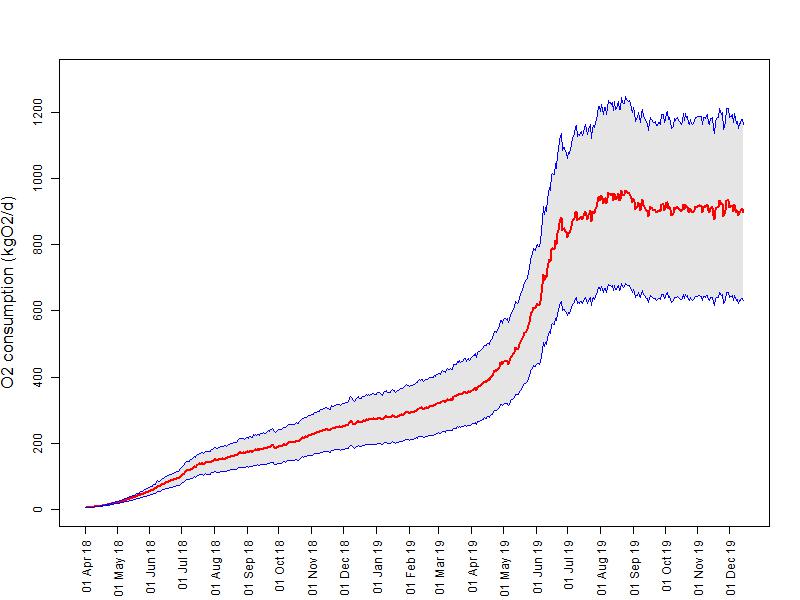 O2 consumption (kgO2/d)
1200
1000
800
600
400
200
0
01 Apr 18
01 May 18
01 Jun 18
01 Jul 18
01 Aug 18
01 Sep 18
01 Oct 18
01 Nov 18
01 Dec 18
01 Jan 19
01 Feb 19
01 Mar 19
01 Apr 19
01 May 19
01 Jun 19
01 Jul 19
01 Aug 19
01 Sep 19
01 Oct 19
01 Nov 19
01 Dec 19